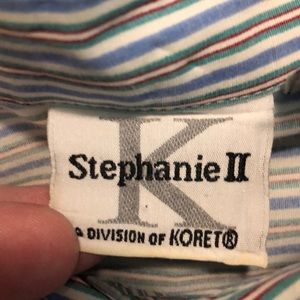 K
Stephanie II
a DIVISION OF KORET®